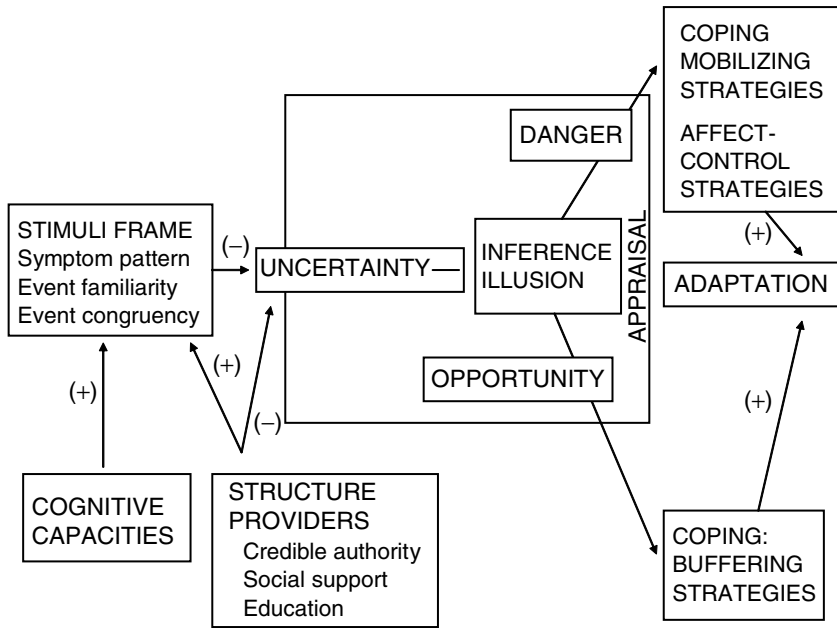 COPING
MOBILIZING
STRATEGIES
AFFECT-
CONTROL
STRATEGIES
DANGER
(+)
STIMULI FRAME
Symptom pattern
Event familiarity
Event congruency
(–)
UNCERTAINTY
INFERENCE
ILLUSION
APPRAISAL
ADAPTATION
OPPORTUNITY
(+)
(+)
(–)
(+)
COGNITIVE
CAPACITIES
STRUCTURE
PROVIDERS
Credible authority
Social support
Education
COPING:
BUFFERING
STRATEGIES